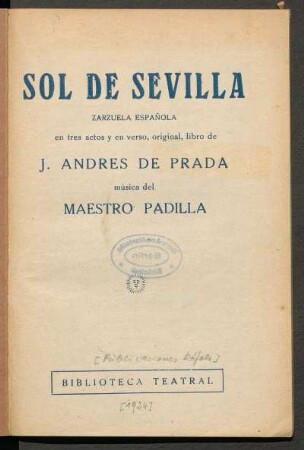 SOL DE SEVILLA
ZARZUELA ESPAÑOLA
en tres actos y en verso, original, libro de
J. ANDRES DE PRADA
música del
MAESTRO PADILLA
BIBLIOTECA TEATRAL
[1924]